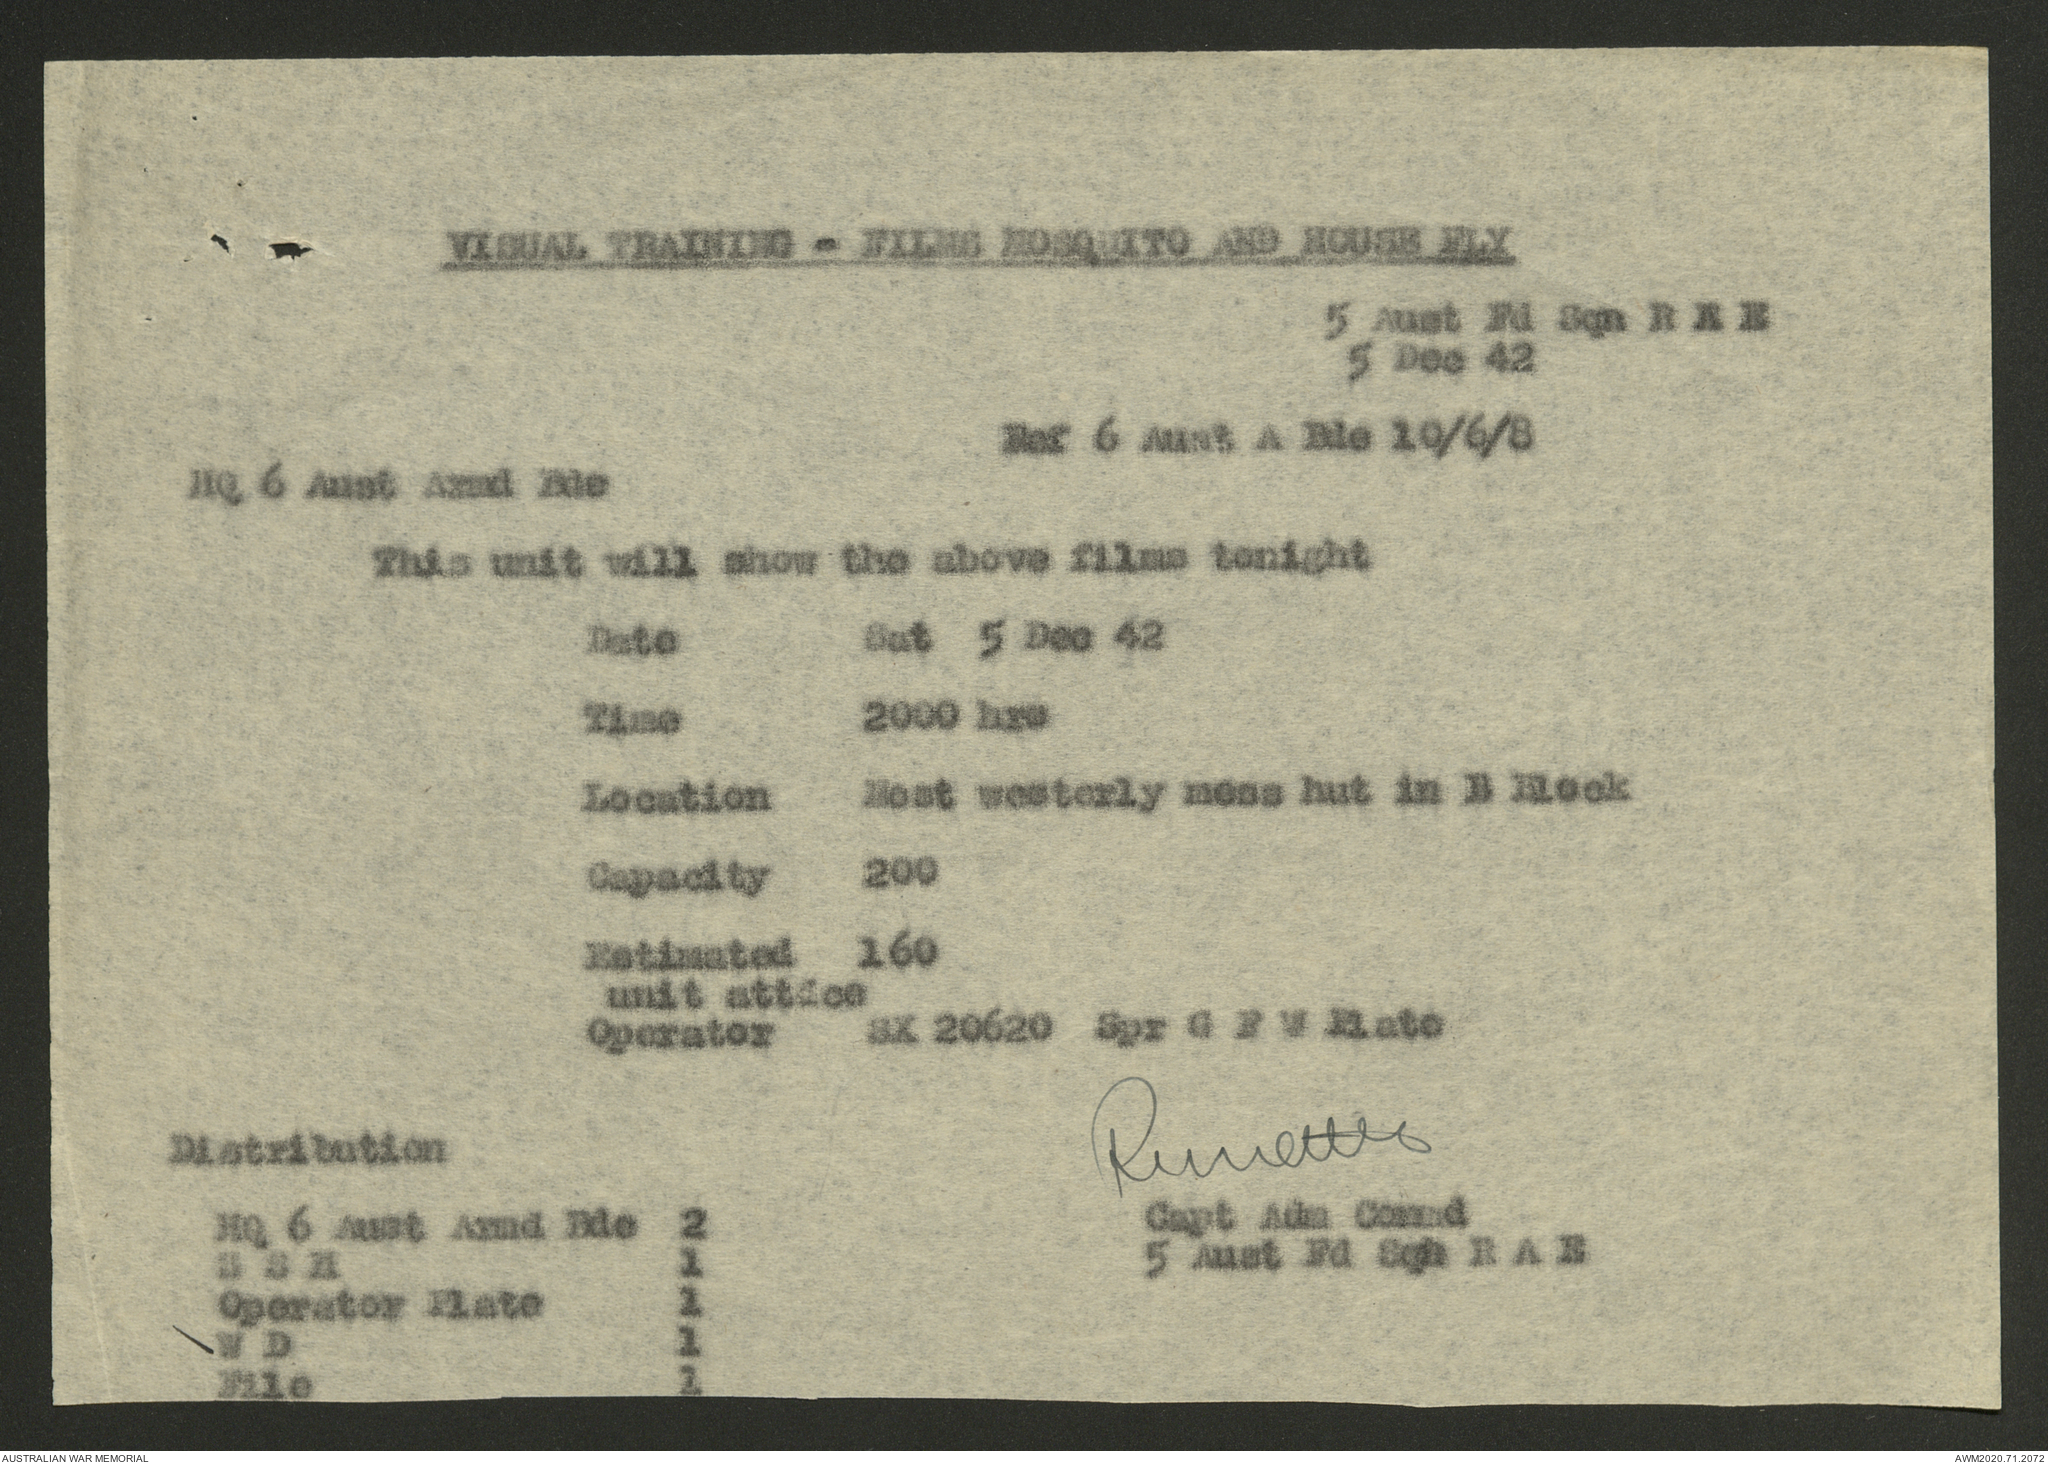 VISUAL TRAINING - FILMS MOSQUITO AND HOUSE FLY
5 Aust Fd Sqn R A E
5 Dec 42
Ref 6 Aust A Bde 10/6/8
HQ 6 Aust Armd Bde
This unit will show the above films tonight
Date Sat 5 Dec 42
Time 2000 hrs
Location Most westerly mess hut in B Block
Capacity 200
Estimated 160
unit attdce
Operator SX 20620 Spr G F W Plate
Distribution
Capt Adm Commd
5 Aust Fd Sqn R A E
HQ 6 Aust Armd Bde 2
S S M 1
Operator Plate 1
W D 1
File 1
AUSTRALIAN WAR MEMORIAL
AWM2020.71.2072